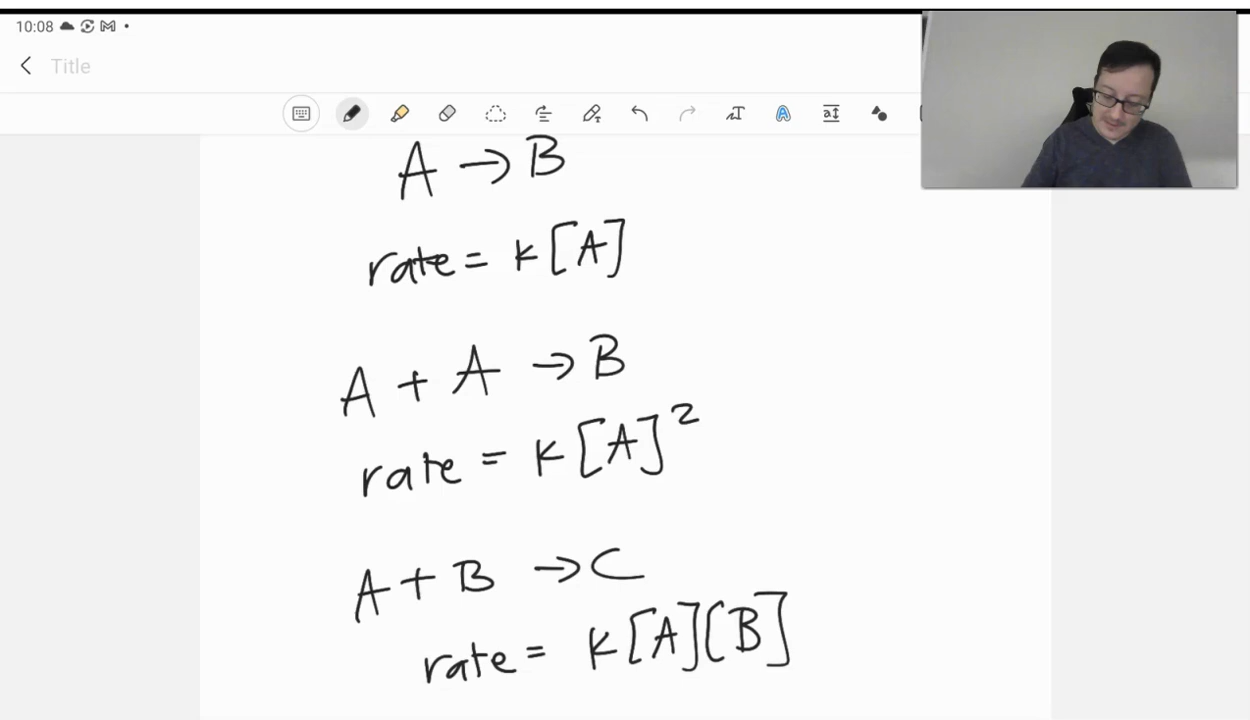 10:08
Title
A → B
rate = k[A]
A + A → B
rate = k[A]²
A + B → C
rate = k[A][B]